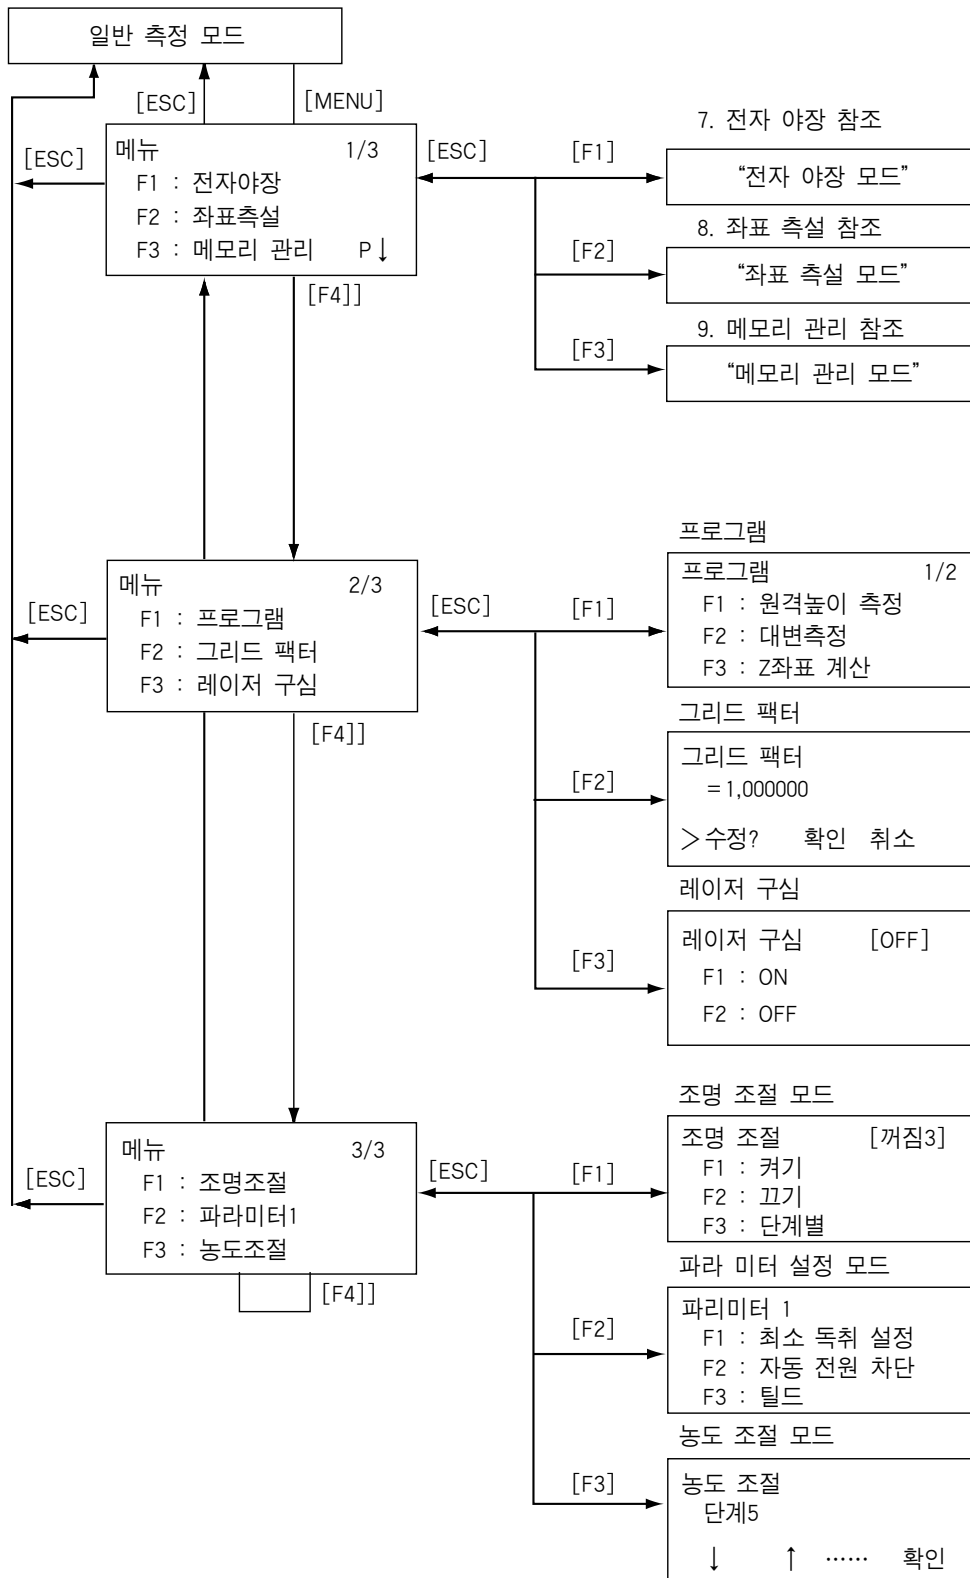 일반 측정 모드
[ESC]
[MENU]
[ESC]
메뉴 1/3
F1 : 전자야장
F2 : 좌표측설
F3 : 메모리 관리 P↓
[F4]]
[ESC]
[F1]
7. 전자 야장 참조
“전자 야장 모드”
[F2]
8. 좌표 측설 참조
“좌표 측설 모드”
[F3]
9. 메모리 관리 참조
“메모리 관리 모드”
[ESC]
메뉴 2/3
F1 : 프로그램
F2 : 그리드 팩터
F3 : 레이저 구심
[F4]]
[ESC]
[F1]
프로그램
프로그램 1/2
F1 : 원격높이 측정
F2 : 대변측정
F3 : Z좌표 계산
[F2]
그리드 팩터
그리드 팩터
=1,000000
>수정? 확인 취소
[F3]
레이저 구심
레이저 구심 [OFF]
F1 : ON
F2 : OFF
[ESC]
메뉴 3/3
F1 : 조명조절
F2 : 파라미터1
F3 : 농도조절
[F4]]
[ESC]
[F1]
조명 조절 모드
조명 조절 [꺼짐3]
F1 : 켜기
F2 : 끄기
F3 : 단계별
[F2]
파라 미터 설정 모드
파리미터 1
F1 : 최소 독취 설정
F2 : 자동 전원 차단
F3 : 틸드
[F3]
농도 조절 모드
농도 조절
단계5
↓ ↑ …… 확인